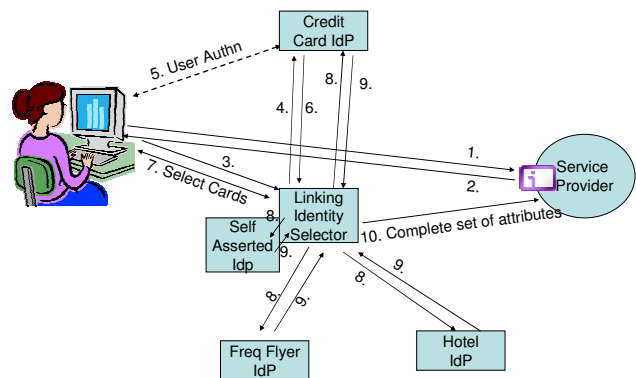 Credit
Card IdP
5. User Authn
4.
6.
8.
9.
1.
2.
3.
7. Select Cards
Service
Provider
Linking
Identity
Selector
8.
Self
Asserted
Idp
9.
10. Complete set of attributes
8.
9.
8.
9.
Freq Flyer
IdP
Hotel
IdP